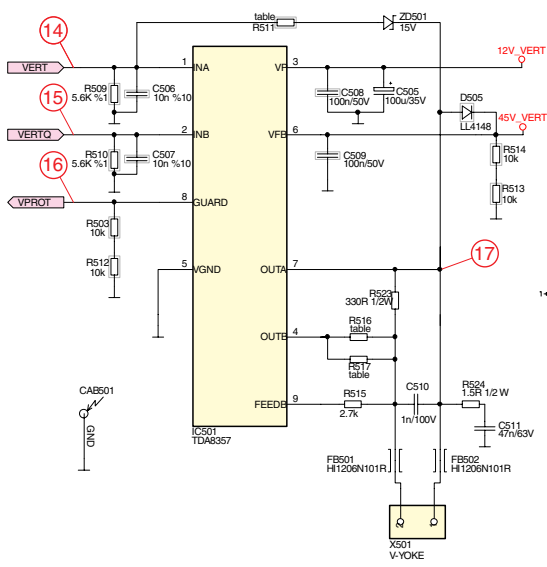 14
table
R511
ZD501
15V
VERT
1
INA
VP
3
12V_VERT
R509
5.6K %1
C506
10n %10
C508
100n/50V
+
C505
100u/35V
15
D505
LL4148
VERTQ
2
INB
VFB
6
45V_VERT
R510
5.6K %1
C507
10n %10
C509
100n/50V
R514
10k
16
R513
10k
VPROT
8
GUARD
R503
10k
17
R512
10k
5
VGND
OUTA
7
R523
330R 1/2W
1+
R516
table
OUTB
4
R517
table
CAB501
GND
FEEDB
9
R515
2.7k
C510
1n/100V
R524
1.5R 1/2 W
C511
47n/63V
IC501
TDA8357
FB501
HI1206N101R
FB502
HI1206N101R
2
1
X501
V-YOKE